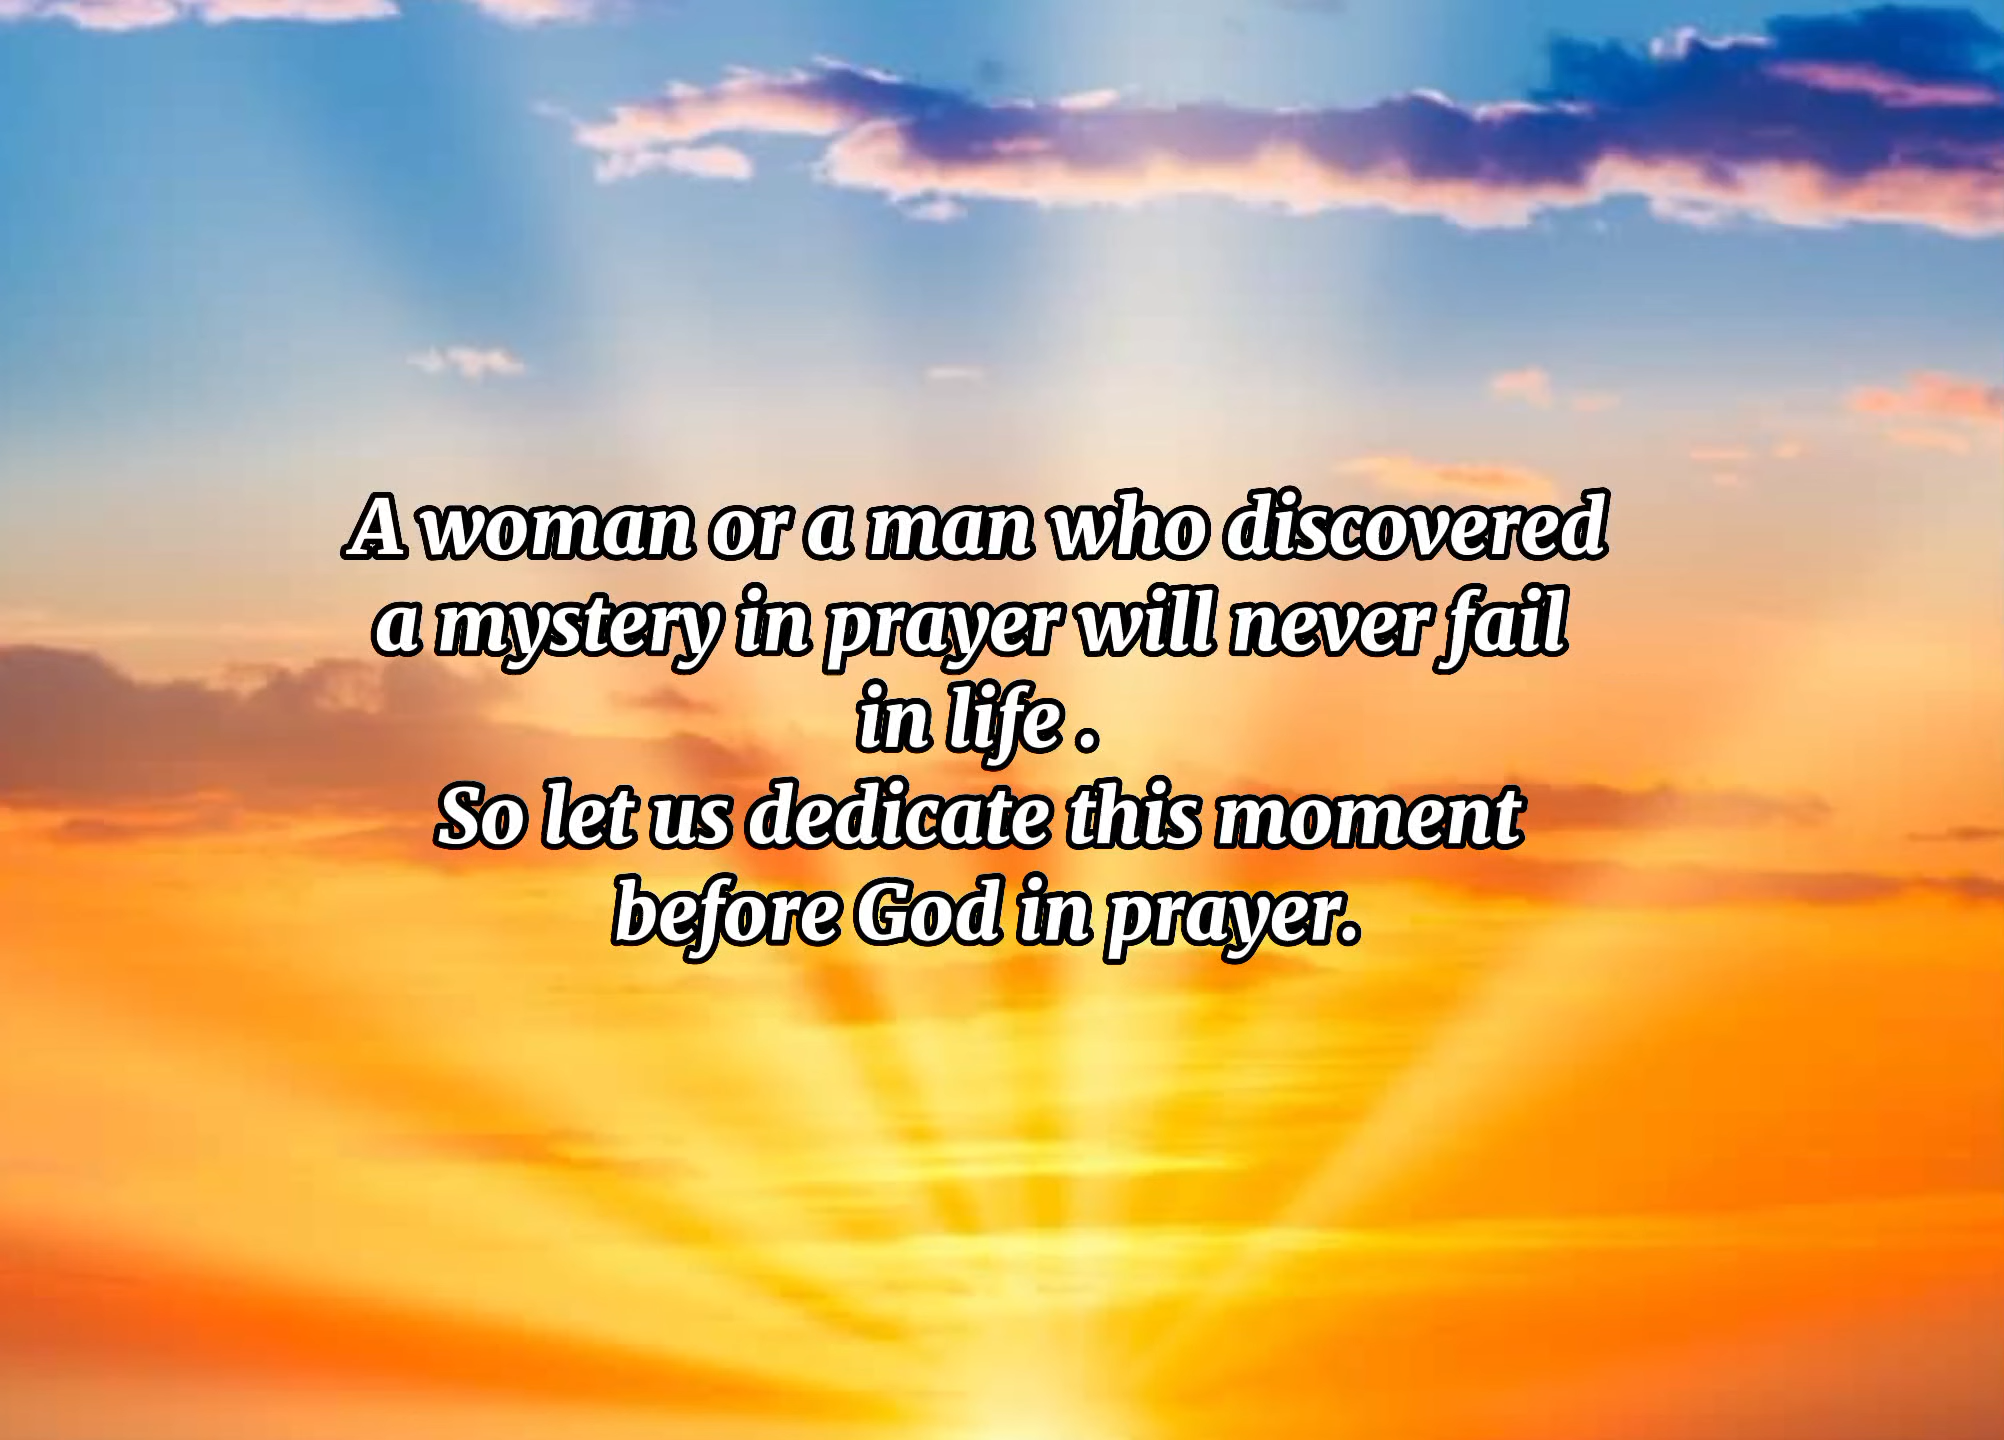 A woman or a man who discovered
a mystery in prayer will never fail
in life .
So let us dedicate this moment
before God in prayer.